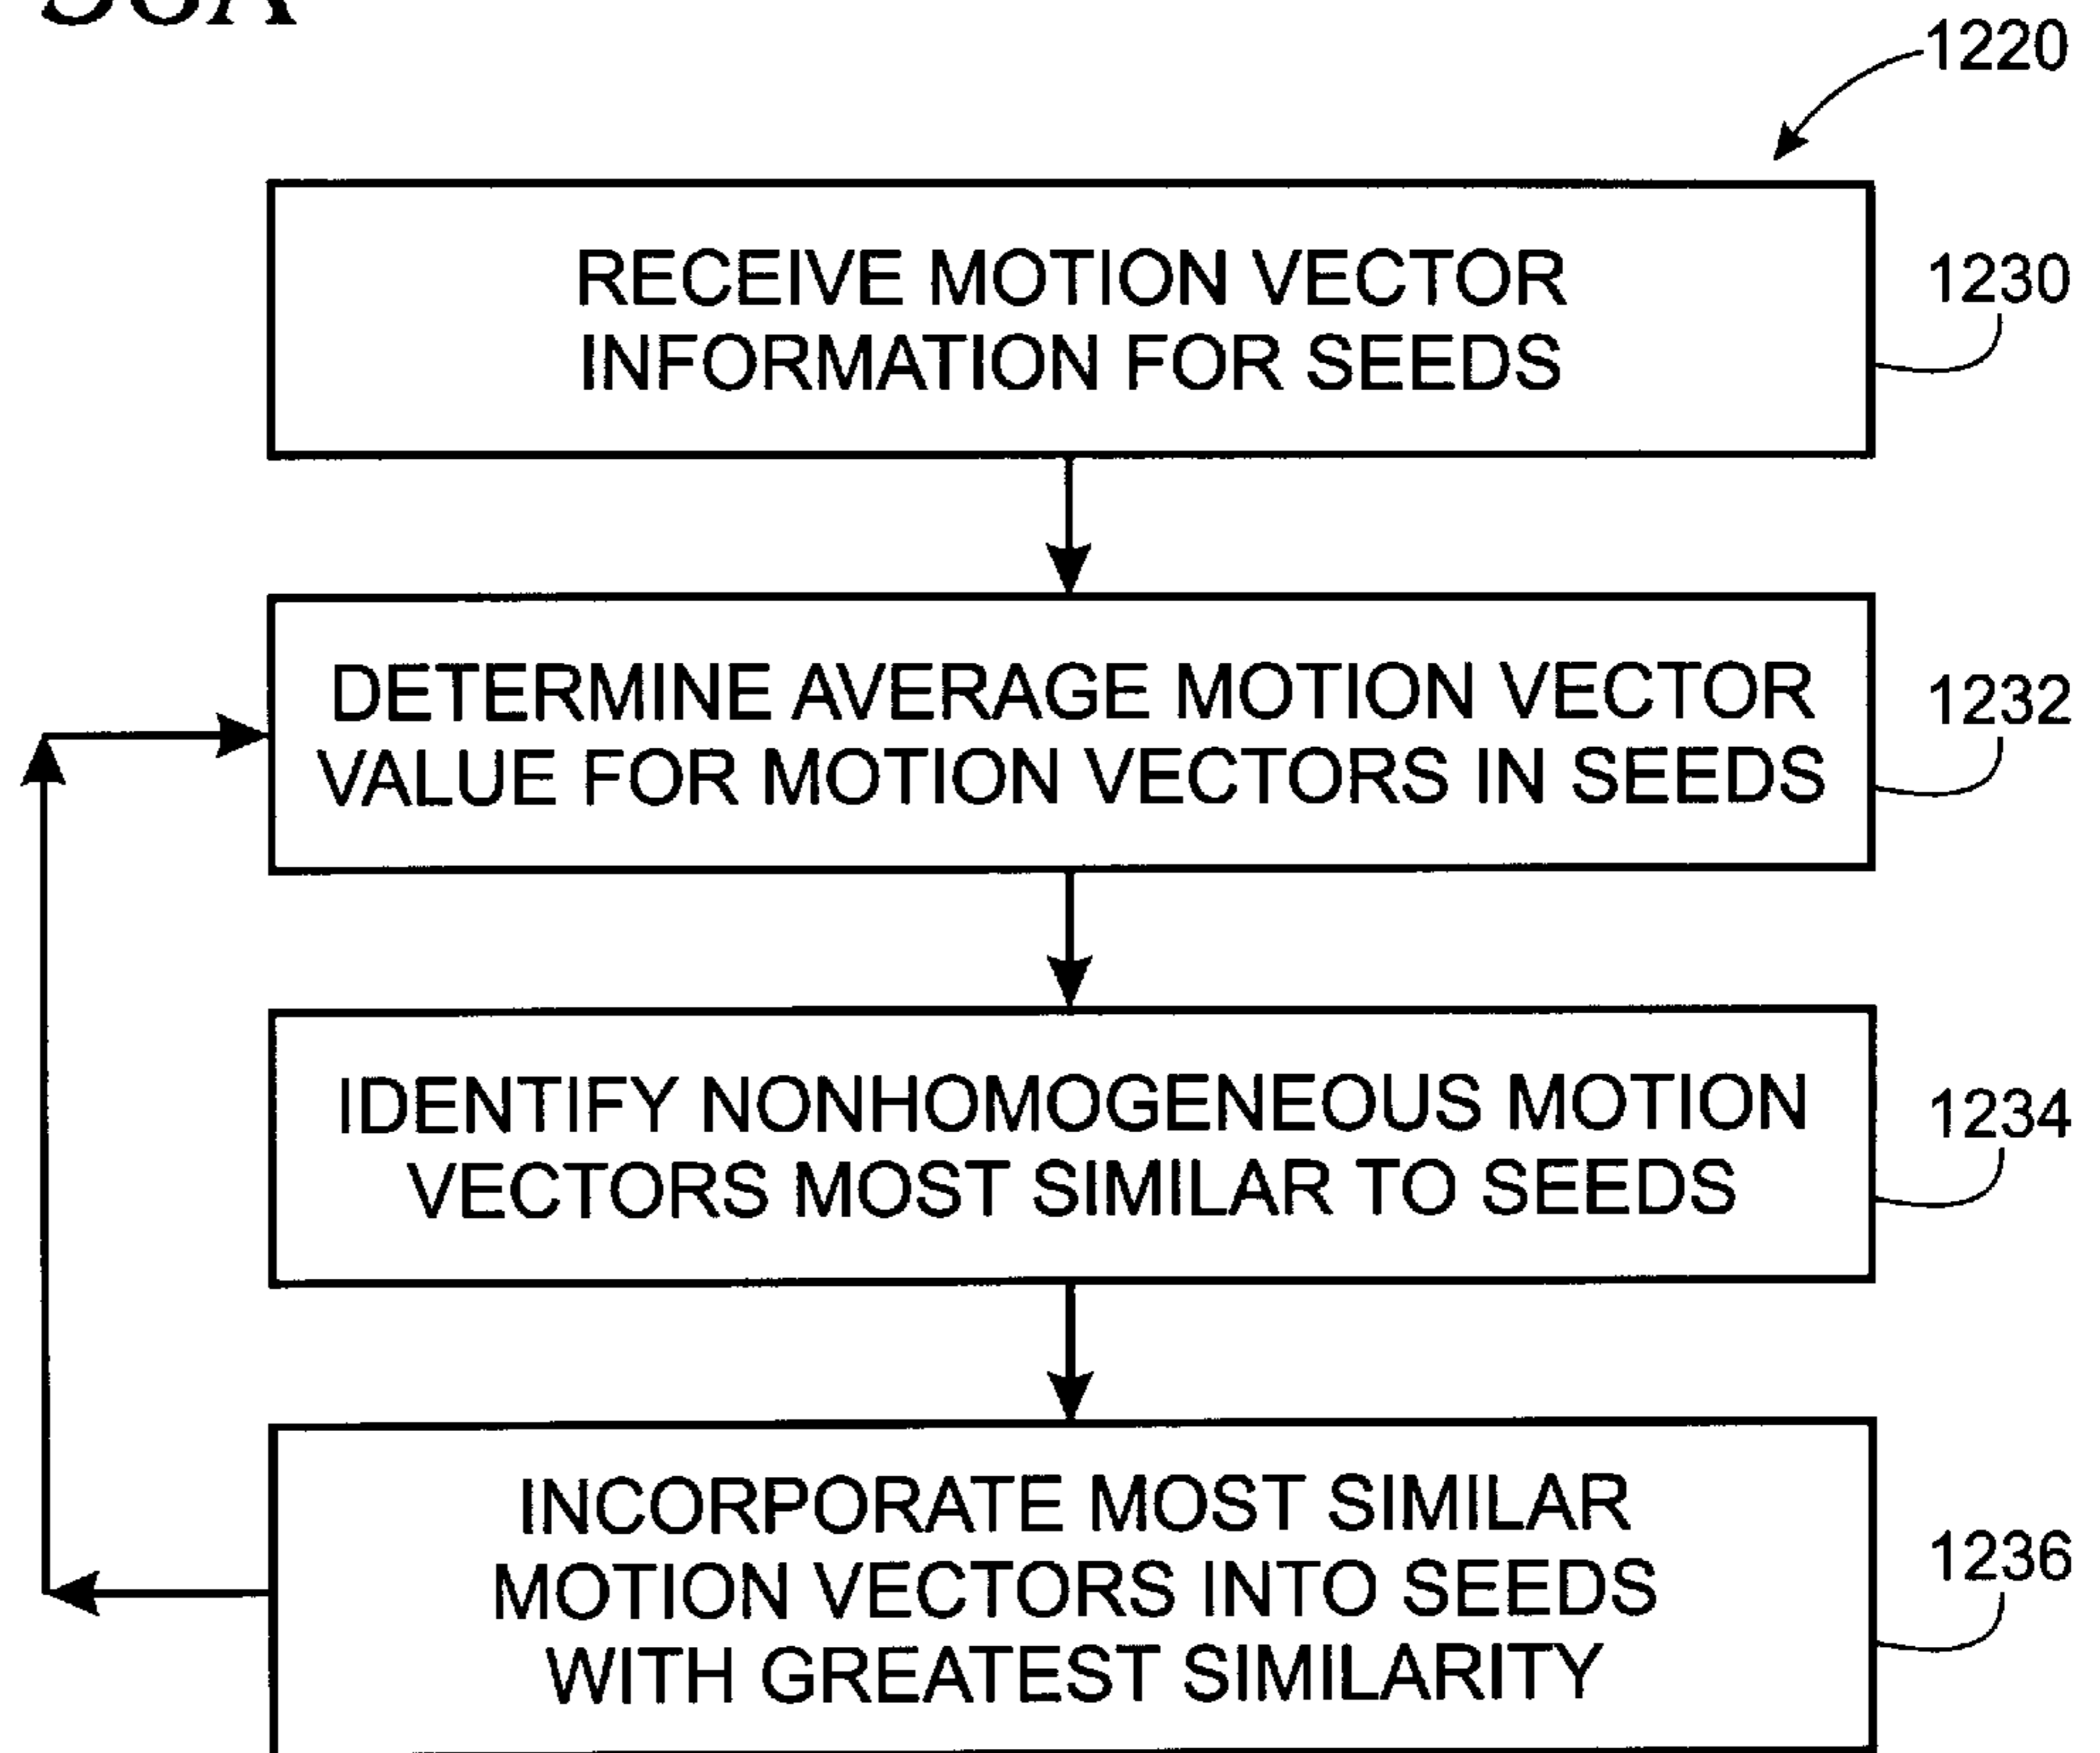 1220
RECEIVE MOTION VECTOR
INFORMATION FOR SEEDS
1230
DETERMINE AVERAGE MOTION VECTOR
VALUE FOR MOTION VECTORS IN SEEDS
1232
IDENTIFY NONHOMOGENEOUS MOTION
VECTORS MOST SIMILAR TO SEEDS
1234
INCORPORATE MOST SIMILAR
MOTION VECTORS INTO SEEDS
WITH GREATEST SIMILARITY
1236